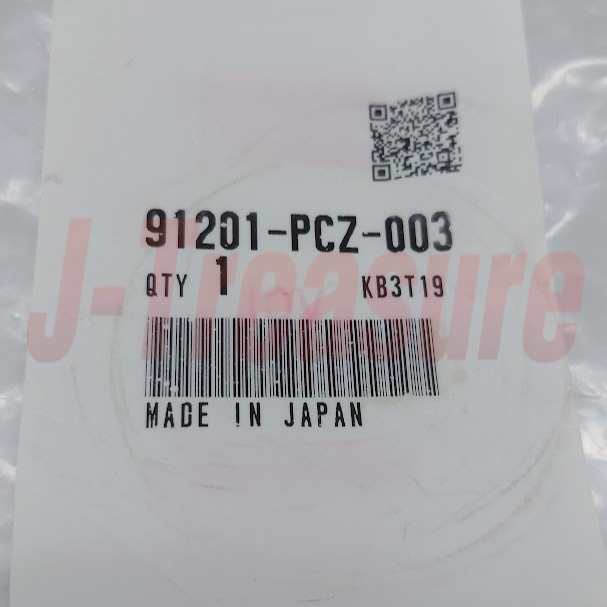 91201-PCZ-003
QTY 1 KB3T19
J-Treasure
MADE IN JAPAN